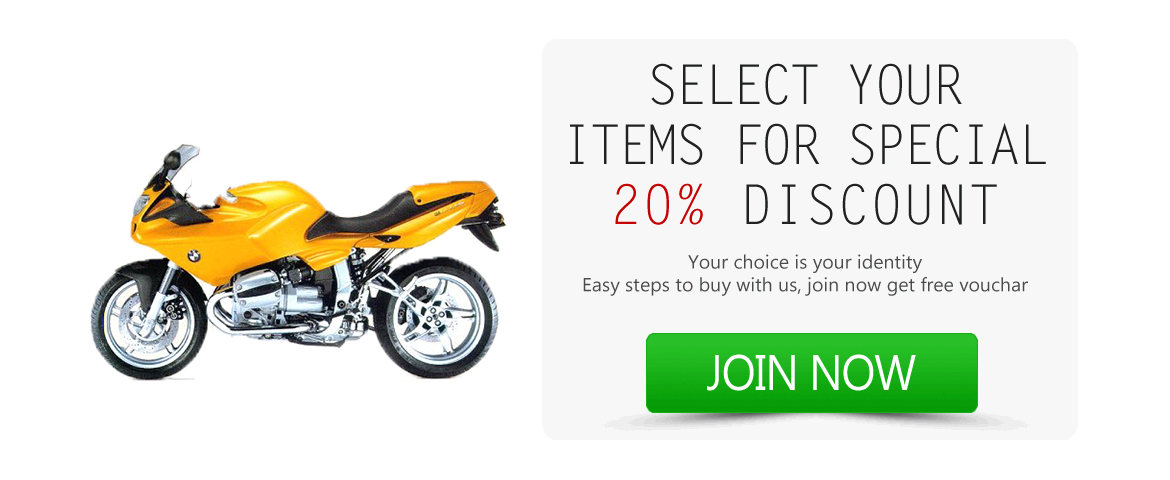 SELECT YOUR
ITEMS FOR SPECIAL
20% DISCOUNT
Your choice is your identity
Easy steps to buy with us, join now get free vouchar
JOIN NOW